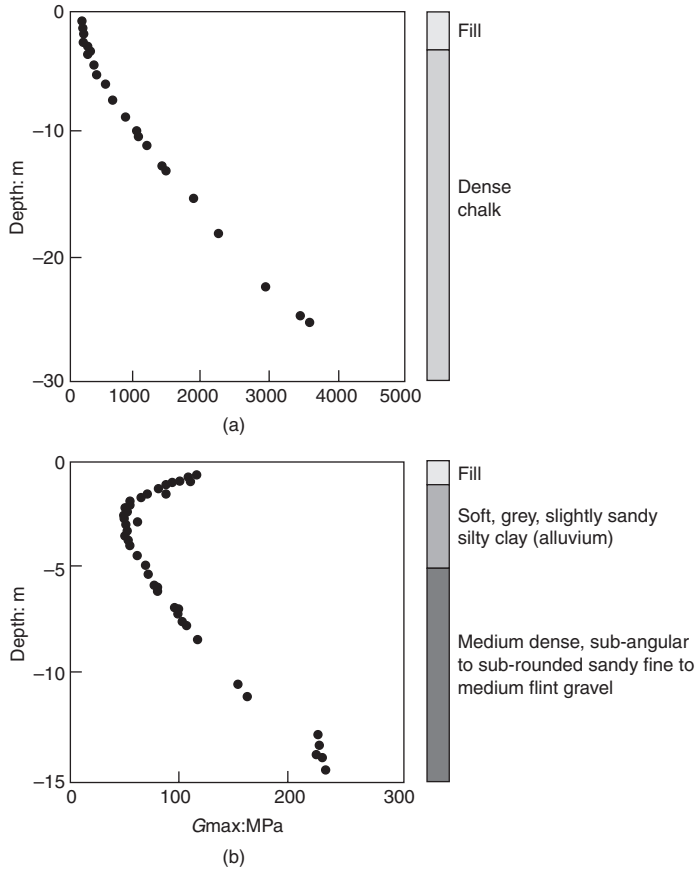 0
−10
−20
−30
Depth: m
0 1000 2000 3000 4000 5000
(a)
Fill
Dense
chalk
0
−5
−10
−15
Depth: m
0 100 200 300
Gmax:MPa
(b)
Fill
Soft, grey, slightly sandy
silty clay (alluvium)
Medium dense, sub-angular
to sub-rounded sandy fine to
medium flint gravel